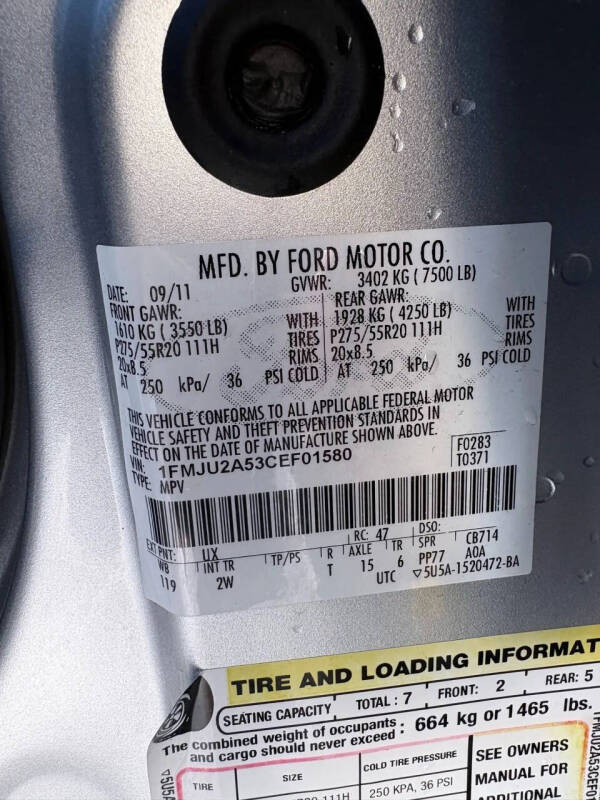 MFD. BY FORD MOTOR CO.
DATE: 09/11 GVWR: 3402 KG ( 7500 LB)
FRONT GAWR: REAR GAWR:
1610 KG ( 3550 LB) WITH 1928 KG ( 4250 LB) WITH
P275/55R20 111H TIRES P275/55R20 111H TIRES
20x8.5 RIMS 20x8.5 RIMS
AT 250 kPa/ 36 PSI COLD AT 250 kPa/ 36 PSI COLD
THIS VEHICLE CONFORMS TO ALL APPLICABLE FEDERAL MOTOR
VEHICLE SAFETY AND THEFT PREVENTION STANDARDS IN
EFFECT ON THE DATE OF MANUFACTURE SHOWN ABOVE.
VIN: 1FMJU2A53CEF01580 F0283
TYPE: MPV T0371
EXT PNT: UX RC: 47 DSO:
WB INT TR TP/PS R AXLE TR SPR CB714
119 2W T 15 6 PP77 AOA
UTC ▽5U5A-1520472-BA
TIRE AND LOADING INFORMAT
SEATING CAPACITY TOTAL : 7 FRONT: 2 REAR: 5
The combined weight of occupants
and cargo should never exceed : 664 kg or 1465 lbs.
TIRE SIZE COLD TIRE PRESSURE SEE OWNERS
MANUAL FOR
250 KPA, 36 PSI
ADDITIONAL
▽5U5A